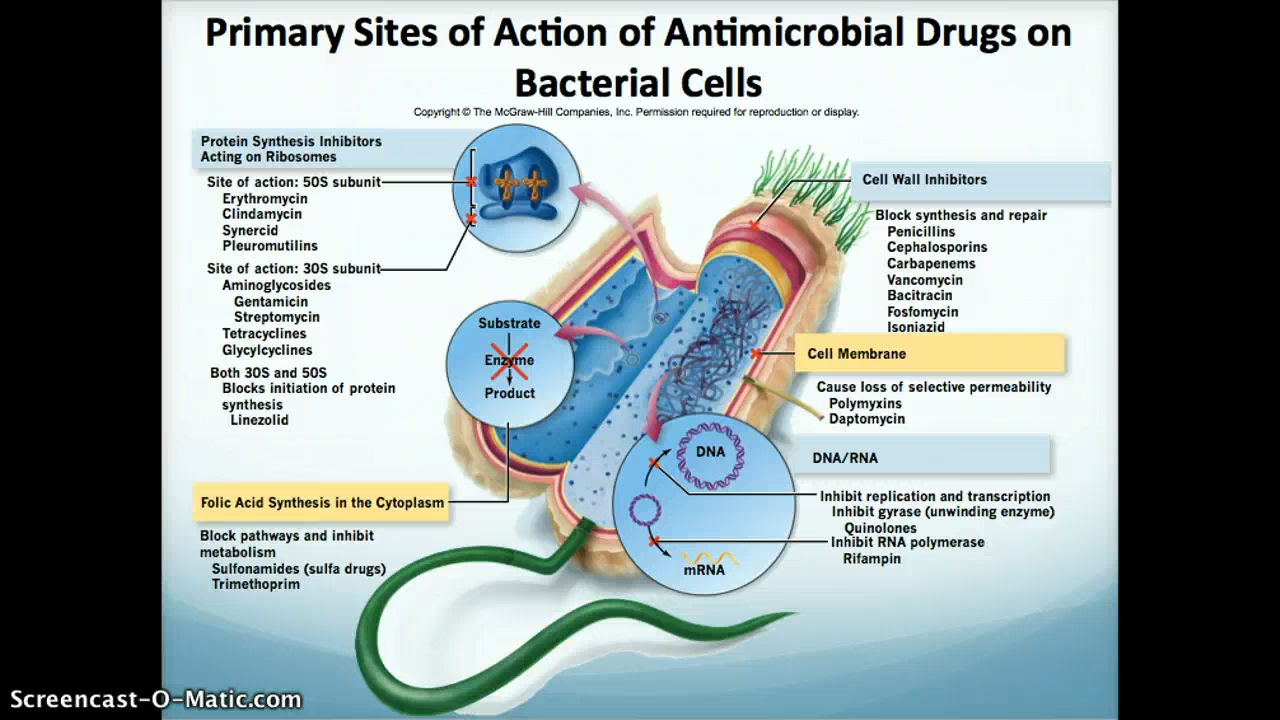 Primary Sites of Action of Antimicrobial Drugs on
Bacterial Cells
Copyright © The McGraw-Hill Companies, Inc. Permission required for reproduction or display.
Protein Synthesis Inhibitors
Acting on Ribosomes
Site of action: 50S subunit
Erythromycin
Clindamycin
Synercid
Pleuromutilins
Site of action: 30S subunit
Aminoglycosides
Gentamicin
Streptomycin
Tetracyclines
Glycylcyclines
Both 30S and 50S
Blocks initiation of protein
synthesis
Linezolid
Substrate
Enzyme
Product
Folic Acid Synthesis in the Cytoplasm
Block pathways and inhibit
metabolism
Sulfonamides (sulfa drugs)
Trimethoprim
Cell Wall Inhibitors
Block synthesis and repair
Penicillins
Cephalosporins
Carbapenems
Vancomycin
Bacitracin
Fosfomycin
Isoniazid
Cell Membrane
Cause loss of selective permeability
Polymyxins
Daptomycin
DNA/RNA
Inhibit replication and transcription
Inhibit gyrase (unwinding enzyme)
Quinolones
Inhibit RNA polymerase
Rifampin
DNA
mRNA
Screencast-O-Matic.com